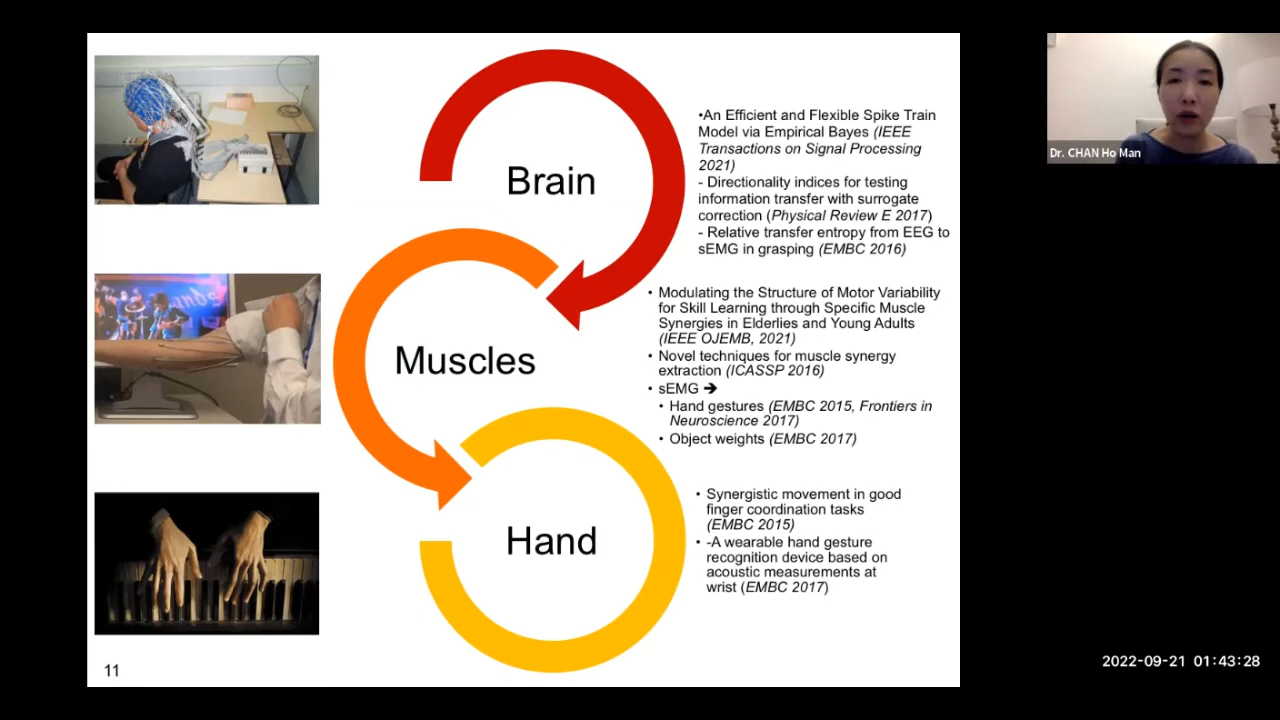 Brain
•An Efficient and Flexible Spike Train
Model via Empirical Bayes (IEEE
Transactions on Signal Processing
2021)
- Directionality indices for testing
information transfer with surrogate
correction (Physical Review E 2017)
- Relative transfer entropy from EEG to
sEMG in grasping (EMBC 2016)
Muscles
• Modulating the Structure of Motor Variability
for Skill Learning through Specific Muscle
Synergies in Elderlies and Young Adults
(IEEE OJEMB, 2021)
• Novel techniques for muscle synergy
extraction (ICASSP 2016)
• sEMG ➔
• Hand gestures (EMBC 2015, Frontiers in
Neuroscience 2017)
• Object weights (EMBC 2017)
Hand
• Synergistic movement in good
finger coordination tasks
(EMBC 2015)
• -A wearable hand gesture
recognition device based on
acoustic measurements at
wrist (EMBC 2017)
11
Dr. CHAN Ho Man
2022-09-21 01:43:28